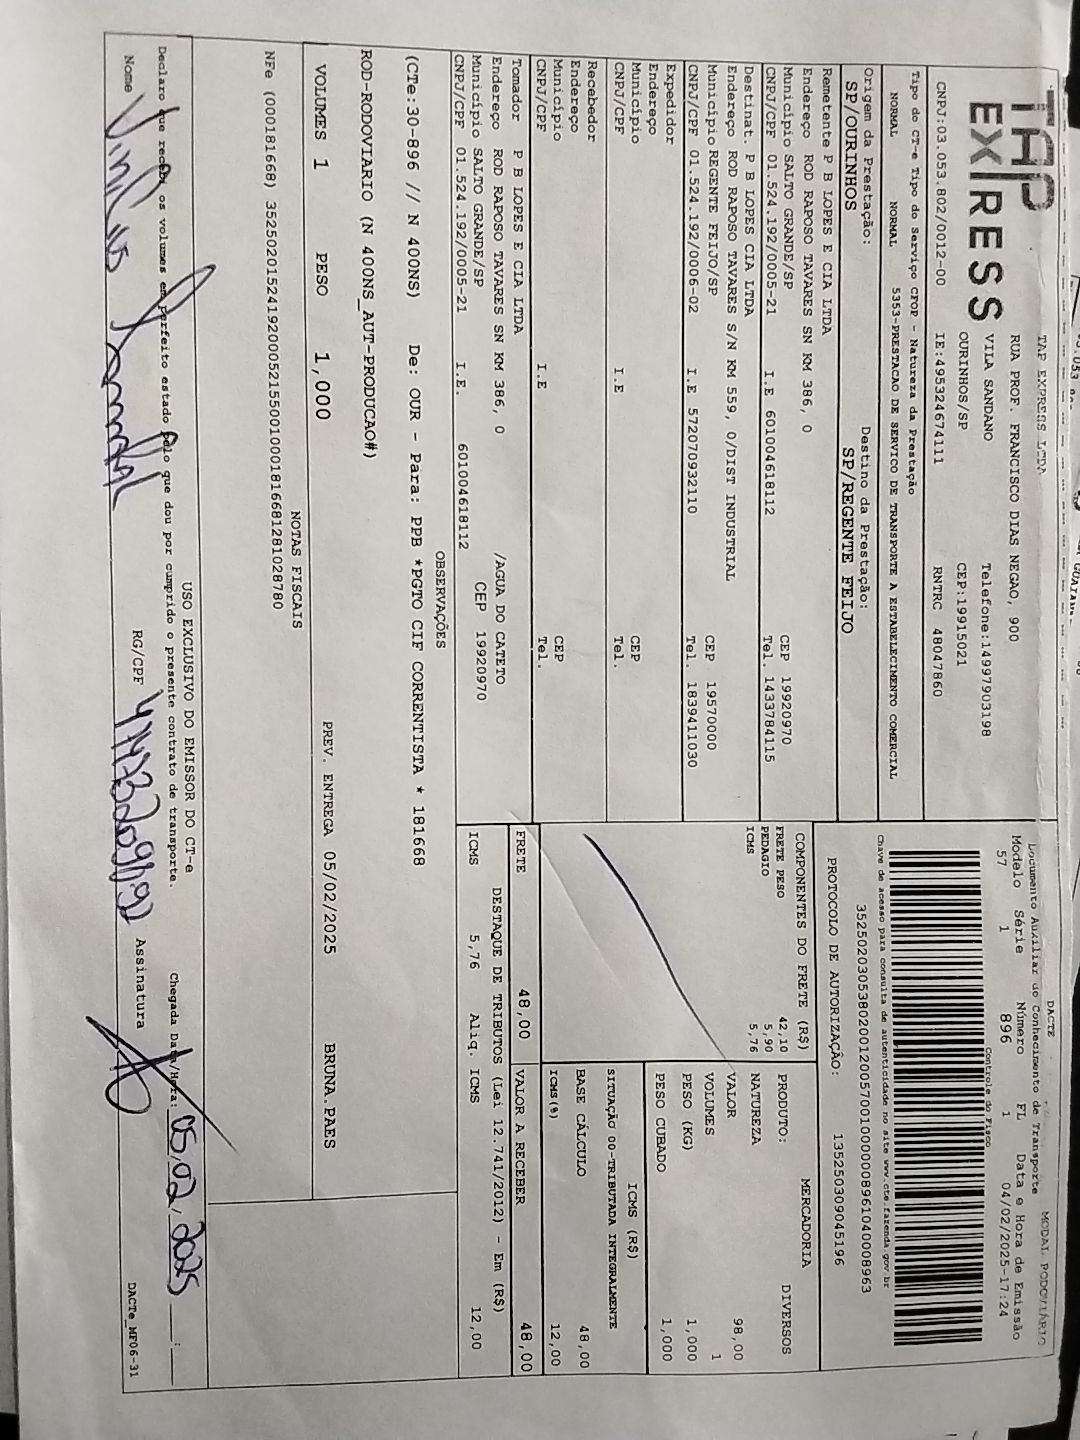 TAP EXPRESS
TAP EXPRESS LTDA
RUA PROF. FRANCISCO DIAS NEGAO, 900
VILA SANDANO Telefone:14997903198
OURINHOS/SP CEP:19915021
CNPJ:03.053.802/0012-00 IE:495324674111 RNTRC 48047860
DACTE MODAL RODOVIÁRIO
Documento Auxiliar do Conhecimento de Transporte
Modelo Série Número FL Data e Hora de Emissão
57 1 896 1 04/02/2025-17:24
Controle do Fisco
Chave de acesso para consulta de autenticidade no site www.cte.fazenda.gov.br
35250203053802001200570010000008961040008963
PROTOCOLO DE AUTORIZAÇÃO: 135250309045196
Tipo do CT-e Tipo do Serviço CFOP - Natureza da Prestação
NORMAL NORMAL 5353-PRESTACAO DE SERVICO DE TRANSPORTE A ESTABELECIMENTO COMERCIAL
Origem da Prestação: Destino da Prestação:
SP/OURINHOS SP/REGENTE FEIJO
Remetente P B LOPES E CIA LTDA
Endereço ROD RAPOSO TAVARES SN KM 386, 0
Município SALTO GRANDE/SP CEP 19920970
CNPJ/CPF 01.524.192/0005-21 I.E 601004618112 Tel. 1433784115
Destinat. P B LOPES CIA LTDA
Endereço ROD RAPOSO TAVARES S/N KM 559, 0/DIST INDUSTRIAL
Município REGENTE FEIJO/SP CEP 19570000
CNPJ/CPF 01.524.192/0006-02 I.E 572070932110 Tel. 1839411030
Expedidor
Endereço
Município CEP
CNPJ/CPF I.E Tel.
Recebedor
Endereço
Município CEP
CNPJ/CPF I.E Tel.
Tomador P B LOPES E CIA LTDA
Endereço ROD RAPOSO TAVARES SN KM 386, 0 /AGUA DO CATETO
Município SALTO GRANDE/SP CEP 19920970
CNPJ/CPF 01.524.192/0005-21 I.E. 601004618112
COMPONENTES DO FRETE (R$)
FRETE PESO 42,10
PEDAGIO 5,90
ICMS 5,76
MERCADORIA
PRODUTO: DIVERSOS
NATUREZA
VALOR 98,00
VOLUMES 1
PESO (KG) 1,000
PESO CUBADO 1,000
ICMS (R$)
SITUAÇÃO 00-TRIBUTADA INTEGRALMENTE
BASE CÁLCULO 48,00
ICMS(%) 12,00
FRETE 48,00 VALOR A RECEBER 48,00
DESTAQUE DE TRIBUTOS (Lei 12.741/2012) - Em (R$)
ICMS 5,76 Aliq. ICMS 12,00
OBSERVAÇÕES
(CTe:30-896 // N 400NS) De: OUR - Para: PPB *PGTO CIF CORRENTISTA * 181668
ROD-RODOVIARIO (N 400NS_AUT-PRODUCAO#)
VOLUMES 1 PESO 1,000 PREV. ENTREGA 05/02/2025 BRUNA.PAES
NOTAS FISCAIS
NFe (000181668) 35250201524192000521550010001816681281028780
USO EXCLUSIVO DO EMISSOR DO CT-e
Declaro que recebi os volumes em perfeito estado pelo que dou por cumprido o presente contrato de transporte. Chegada Data/Hora: 05,02,2025 :
Nome RG/CPF Assinatura DACTe_MF06-31